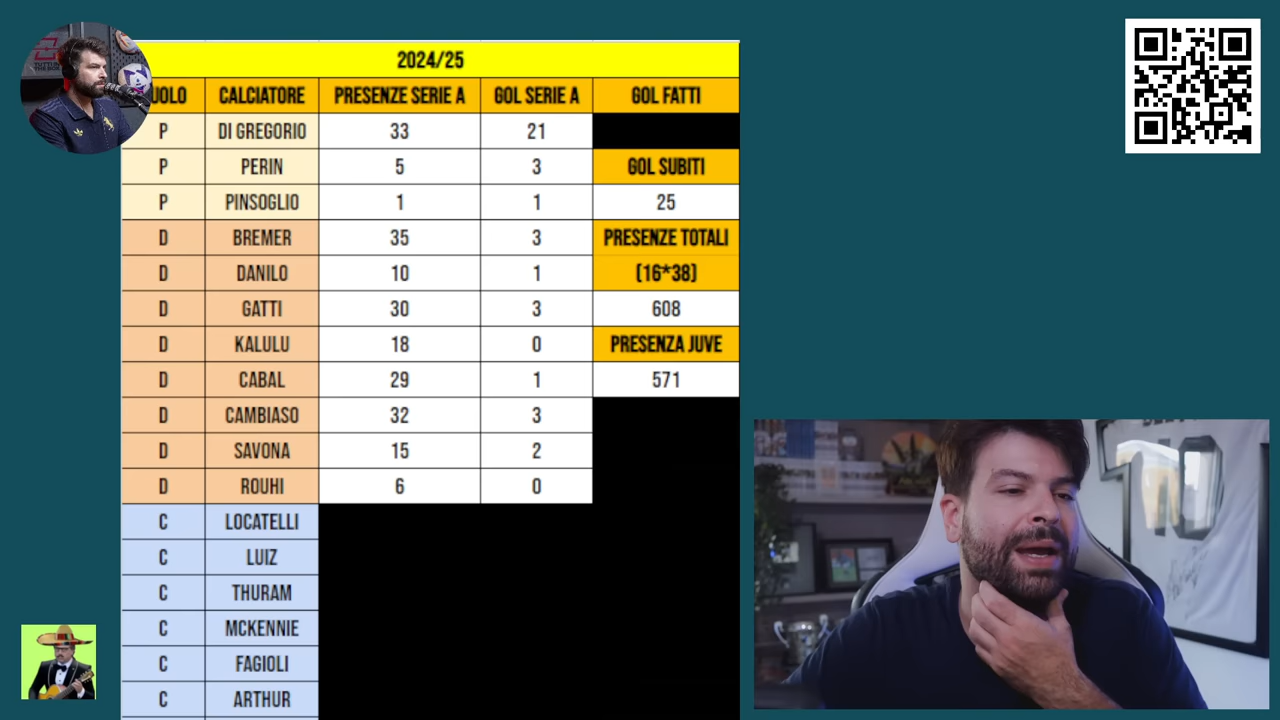 2024/25
UOLO CALCIATORE PRESENZE SERIE A GOL SERIE A GOL FATTI
P DI GREGORIO 33 21
P PERIN 5 3 GOL SUBITI
P PINSOGLIO 1 1 25
D BREMER 35 3 PRESENZE TOTALI
D DANILO 10 1 (16*38)
D GATTI 30 3 608
D KALULU 18 0 PRESENZA JUVE
D CABAL 29 1 571
D CAMBIASO 32 3
D SAVONA 15 2
D ROUHI 6 0
C LOCATELLI
C LUIZ
C THURAM
C MCKENNIE
C FAGIOLI
C ARTHUR
10